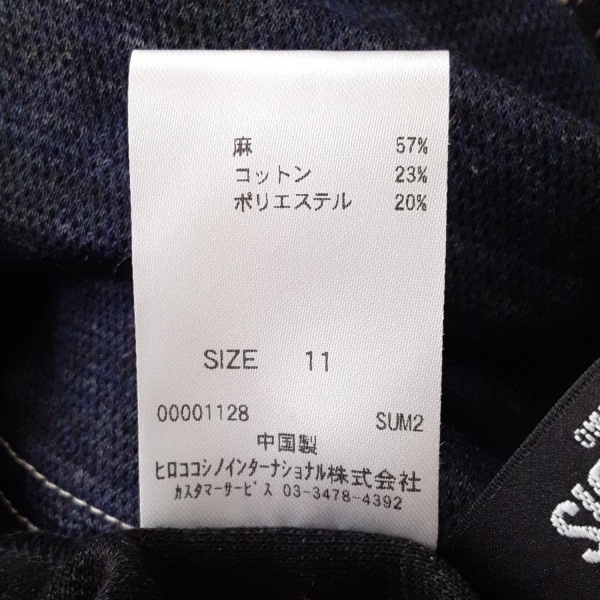 麻 57%
コットン 23%
ポリエステル 20%
SIZE 11
00001128 SUM2
中国製
ﾋﾛｺｺｼﾉｲﾝﾀｰﾅｼｮﾅﾙ株式会社
ｶｽﾀﾏｰｻｰﾋﾞｽ 03-3478-4392